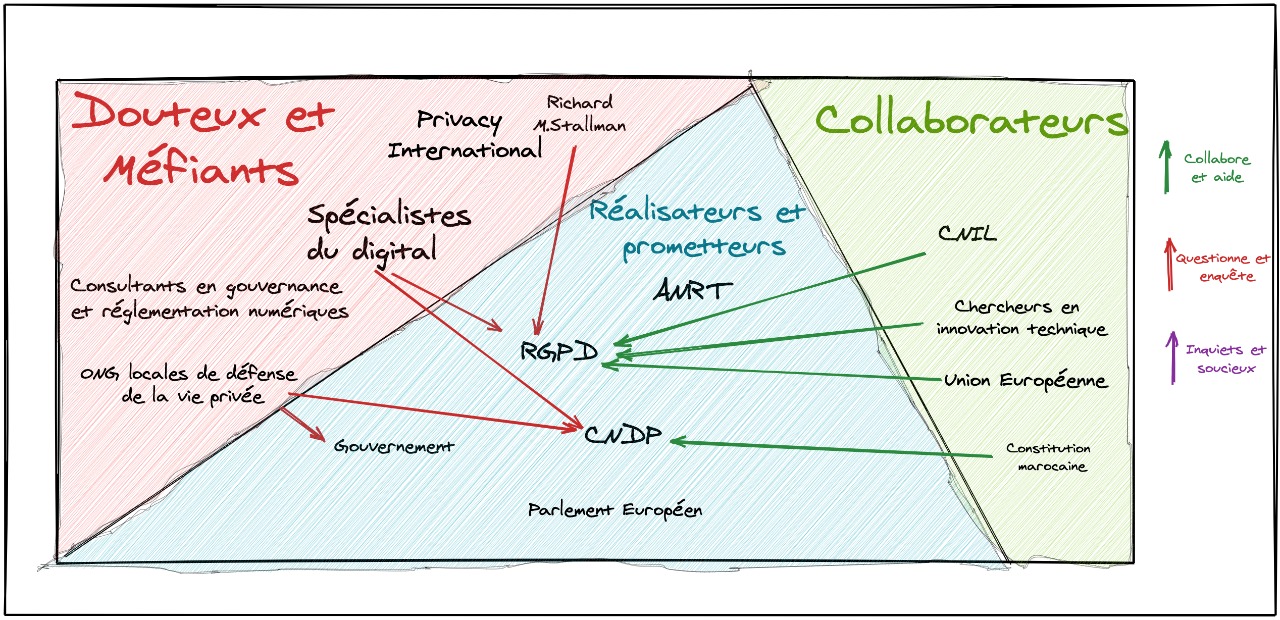 Douteux et
Méfiants
Privacy
International
Richard
M.Stallman
Spécialistes
du digital
Consultants en gouvernance
et réglementation numériques
ONG locales de défense
de la vie privée
Réalisateurs et
prometteurs
ANRT
RGPD
CNDP
Gouvernement
Parlement Européen
Collaborateurs
CNIL
Chercheurs en
innovation technique
Union Européenne
Constitution
marocaine
Collabore
et aide
Questionne et
enquête
Inquiets et
soucieux